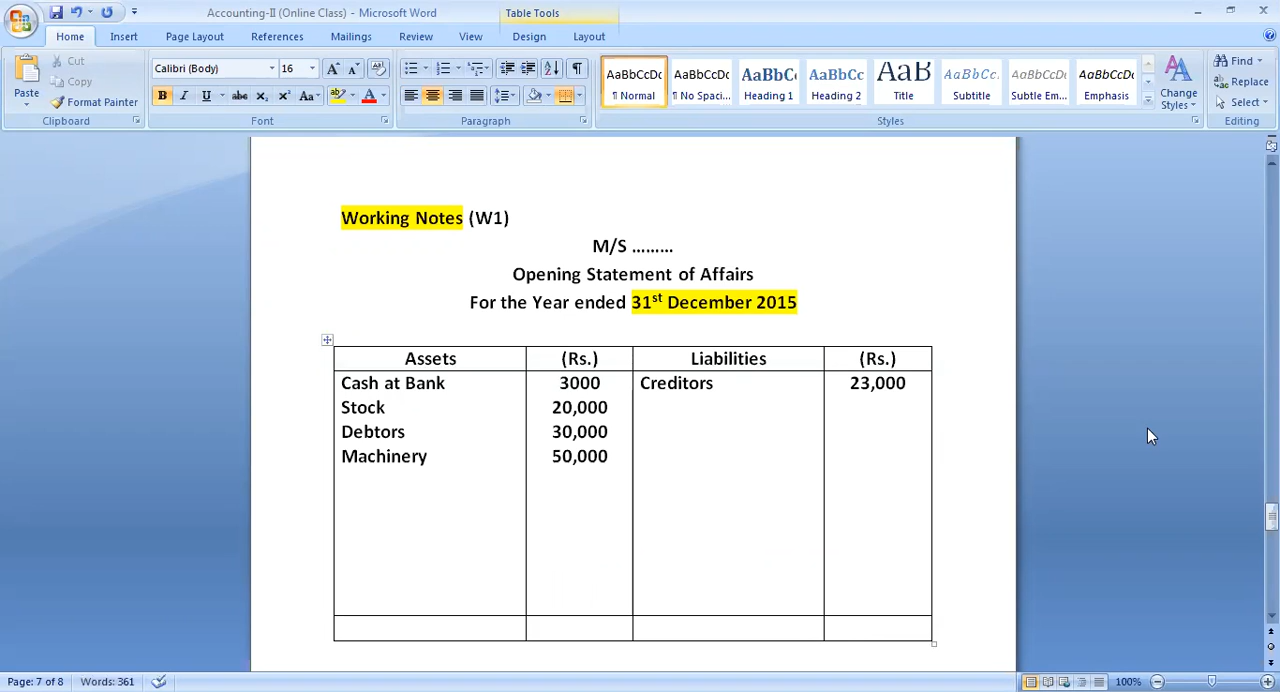 Accounting-II (Online Class) - Microsoft Word
Table Tools
Home Insert Page Layout References Mailings Review View Design Layout
Paste
Cut
Copy
Format Painter
Clipboard
Calibri (Body) 16
Font
Paragraph
AaBbCcDc AaBbCcDc AaBbC AaBbCc AaB AaBbCc. AaBbCcDc AaBbCcDc
¶ Normal ¶ No Spaci... Heading 1 Heading 2 Title Subtitle Subtle Em... Emphasis
Change Styles
Styles
Find
Replace
Select
Editing
Working Notes (W1)
M/S .........
Opening Statement of Affairs
For the Year ended 31st December 2015
Assets (Rs.) Liabilities (Rs.)
Cash at Bank 3000 Creditors 23,000
Stock 20,000
Debtors 30,000
Machinery 50,000
Page: 7 of 8 Words: 361 100%